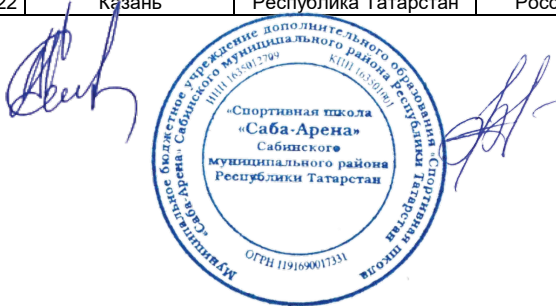 22 Казань Республика Татарстан Росс
Муниципальное бюджетное учреждение дополнительного образования «Спортивная школа
«Саба-Арена» Сабинского муниципального района Республики Татарстан
ИНН 1635012799 КПП 163501001
«Спортивная школа
«Саба-Арена»
Сабинского
муниципального района
Республики Татарстан
ОГРН 1191690017331